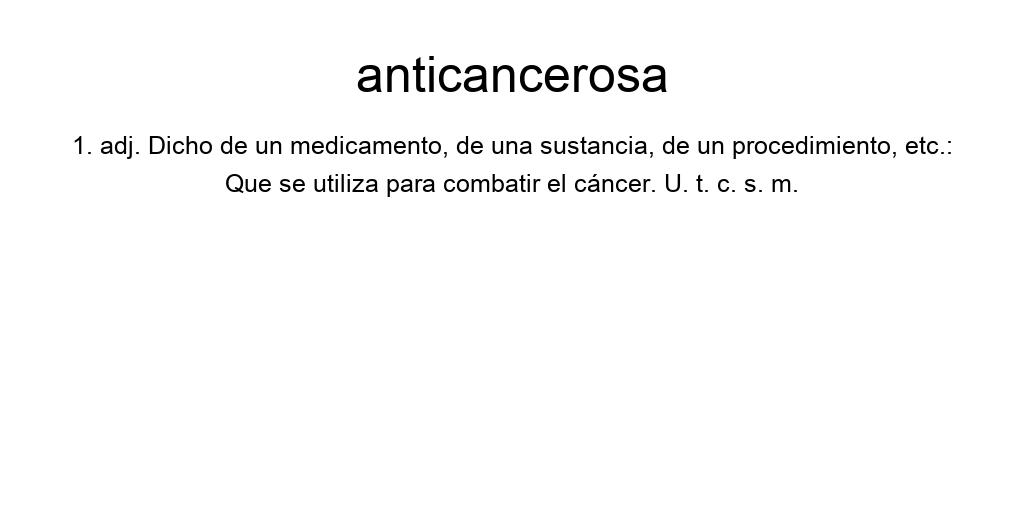 anticancerosa
1. adj. Dicho de un medicamento, de una sustancia, de un procedimiento, etc.:
Que se utiliza para combatir el cáncer. U. t. c. s. m.